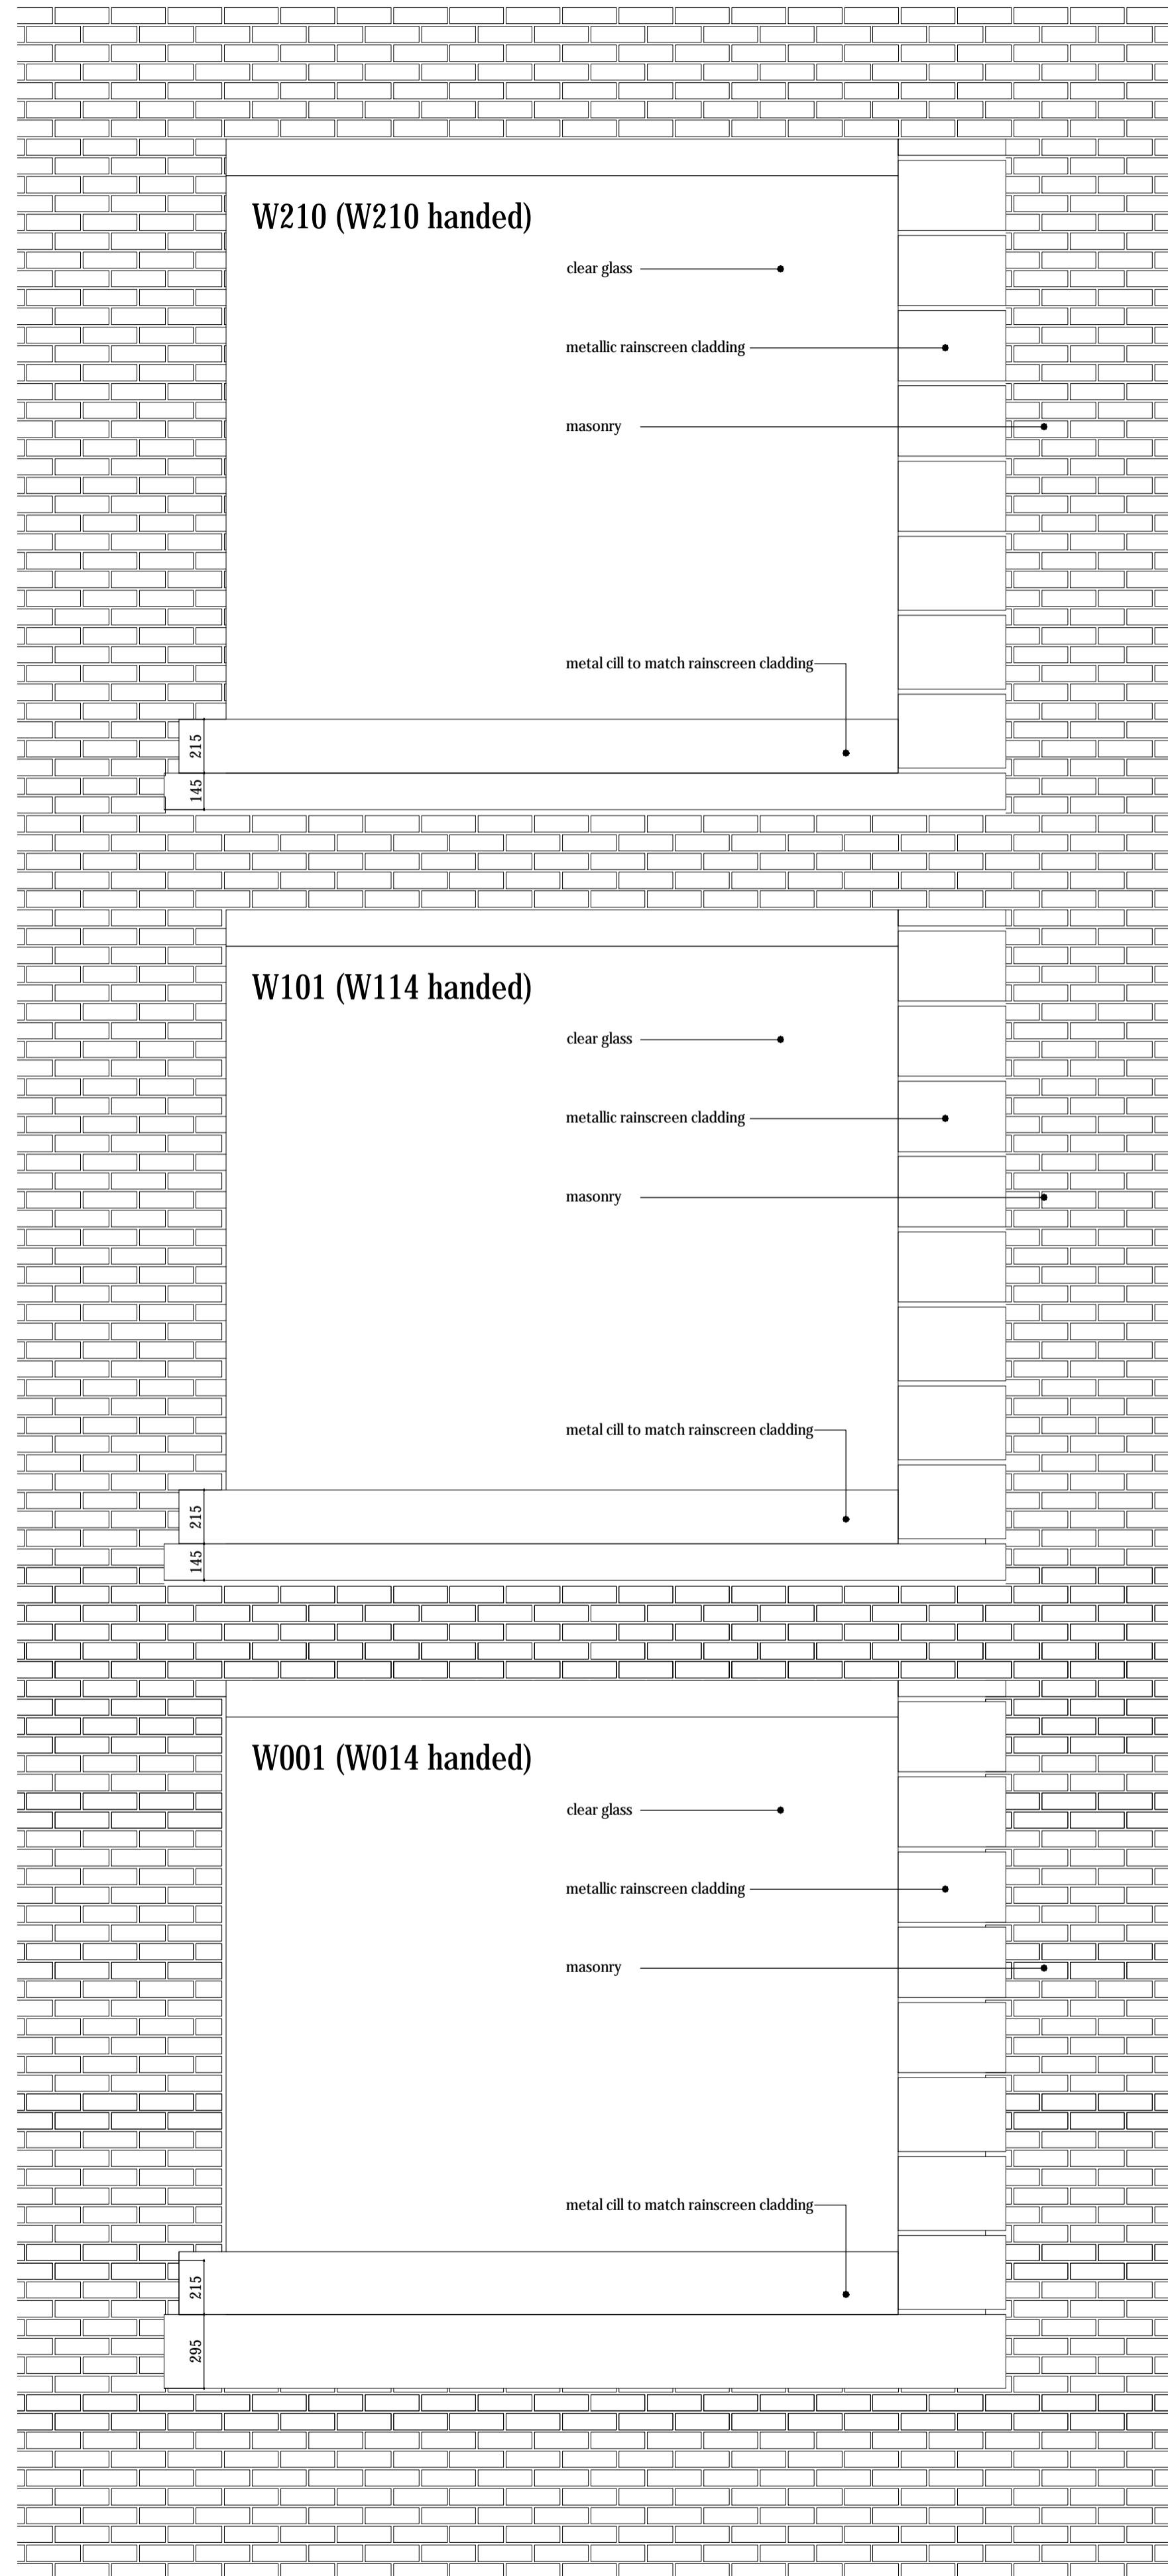 W210 (W210 handed)
clear glass
metallic rainscreen cladding
masonry
metal cill to match rainscreen cladding
215
145
W101 (W114 handed)
clear glass
metallic rainscreen cladding
masonry
metal cill to match rainscreen cladding
215
145
W001 (W014 handed)
clear glass
metallic rainscreen cladding
masonry
metal cill to match rainscreen cladding
215
295